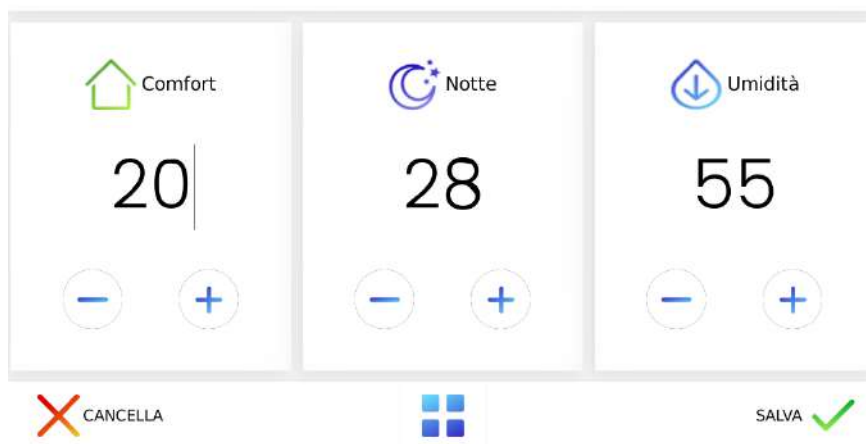 Comfort
Notte
Umidità
20
28
55
CANCELLA
SALVA